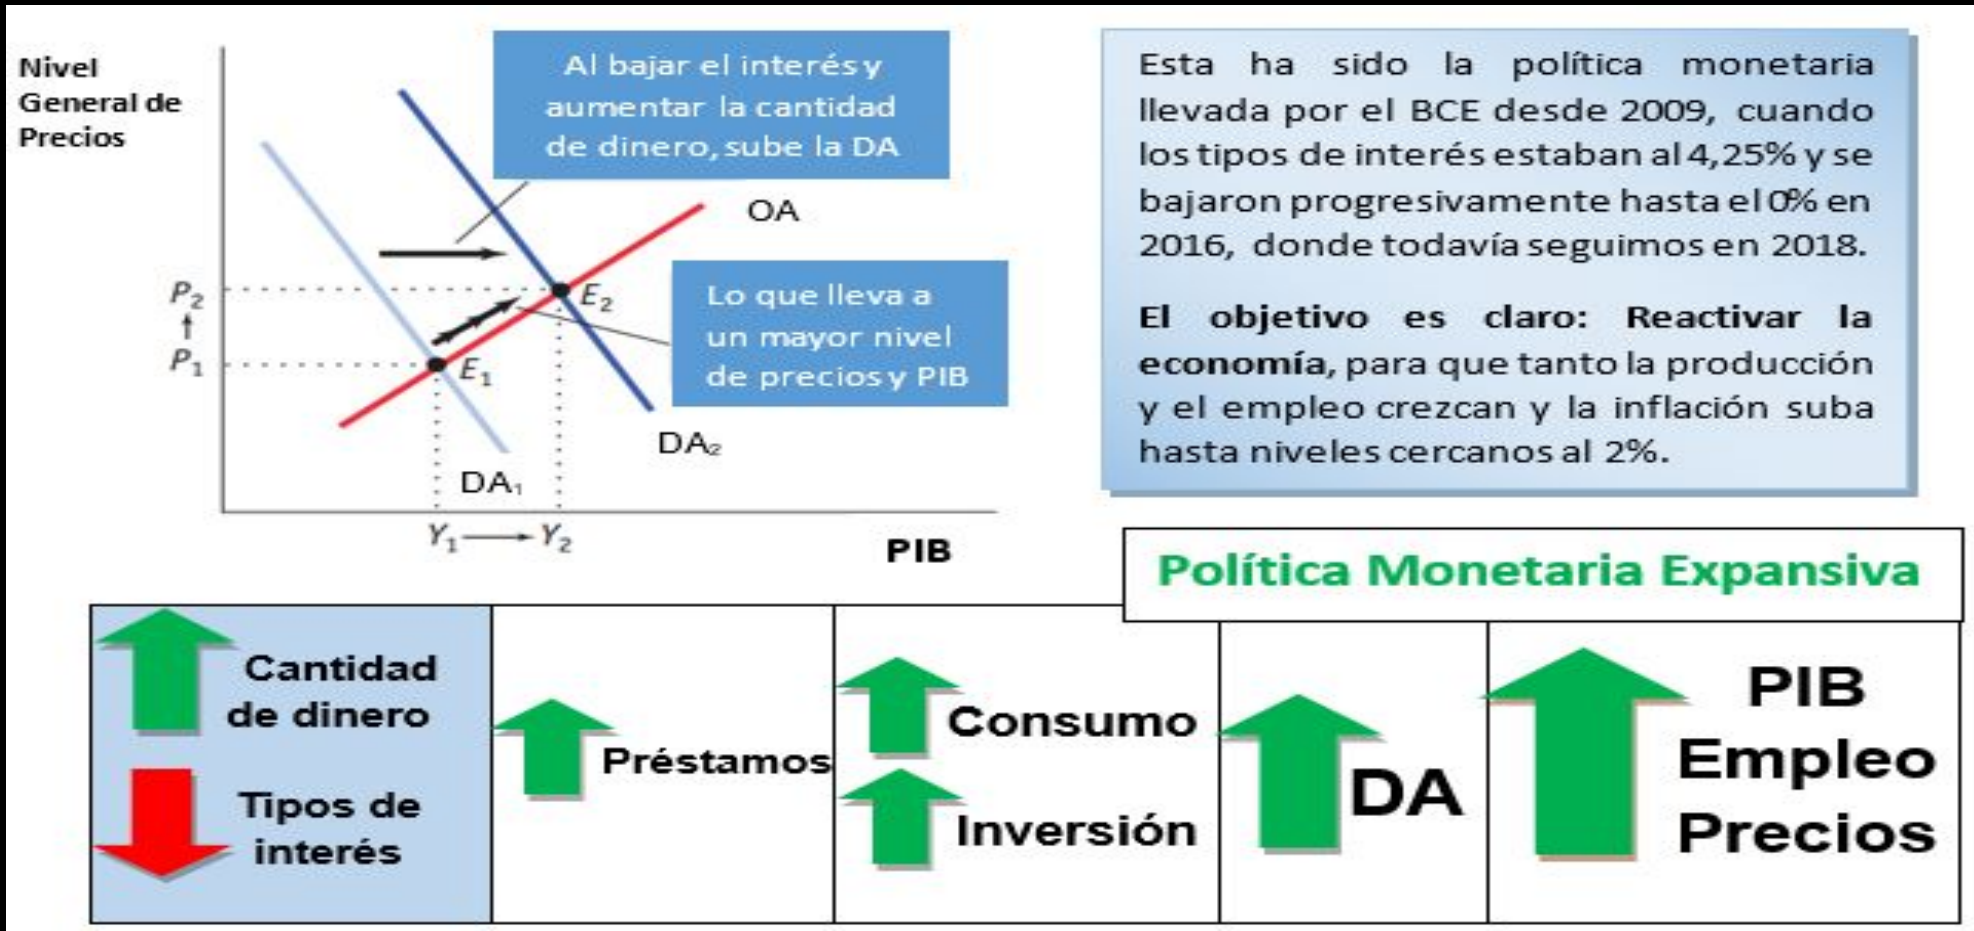 Nivel
General de
Precios
Al bajar el interés y
aumentar la cantidad
de dinero, sube la DA
OA
P₂
P₁
E₂
E₁
Lo que lleva a
un mayor nivel
de precios y PIB
DA₂
DA₁
Y₁
Y₂
PIB
Esta ha sido la política monetaria
llevada por el BCE desde 2009, cuando
los tipos de interés estaban al 4,25% y se
bajaron progresivamente hasta el 0% en
2016, donde todavía seguimos en 2018.
El objetivo es claro: Reactivar la
economía, para que tanto la producción
y el empleo crezcan y la inflación suba
hasta niveles cercanos al 2%.
Política Monetaria Expansiva
Cantidad
de dinero
Tipos de
interés
Préstamos
Consumo
Inversión
DA
PIB
Empleo
Precios